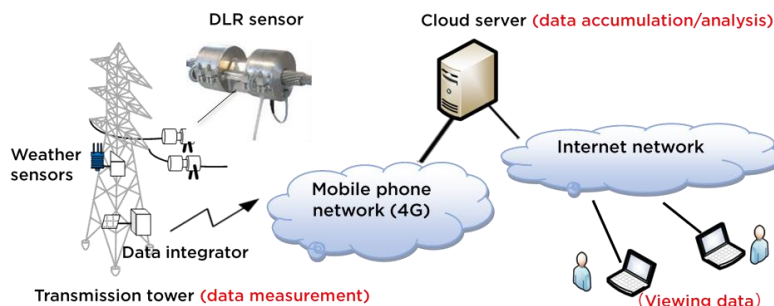 DLR sensor
Cloud server (data accumulation/analysis)
Weather
sensors
Internet network
Mobile phone
network (4G)
Data integrator
Transmission tower (data measurement)
(Viewing data)